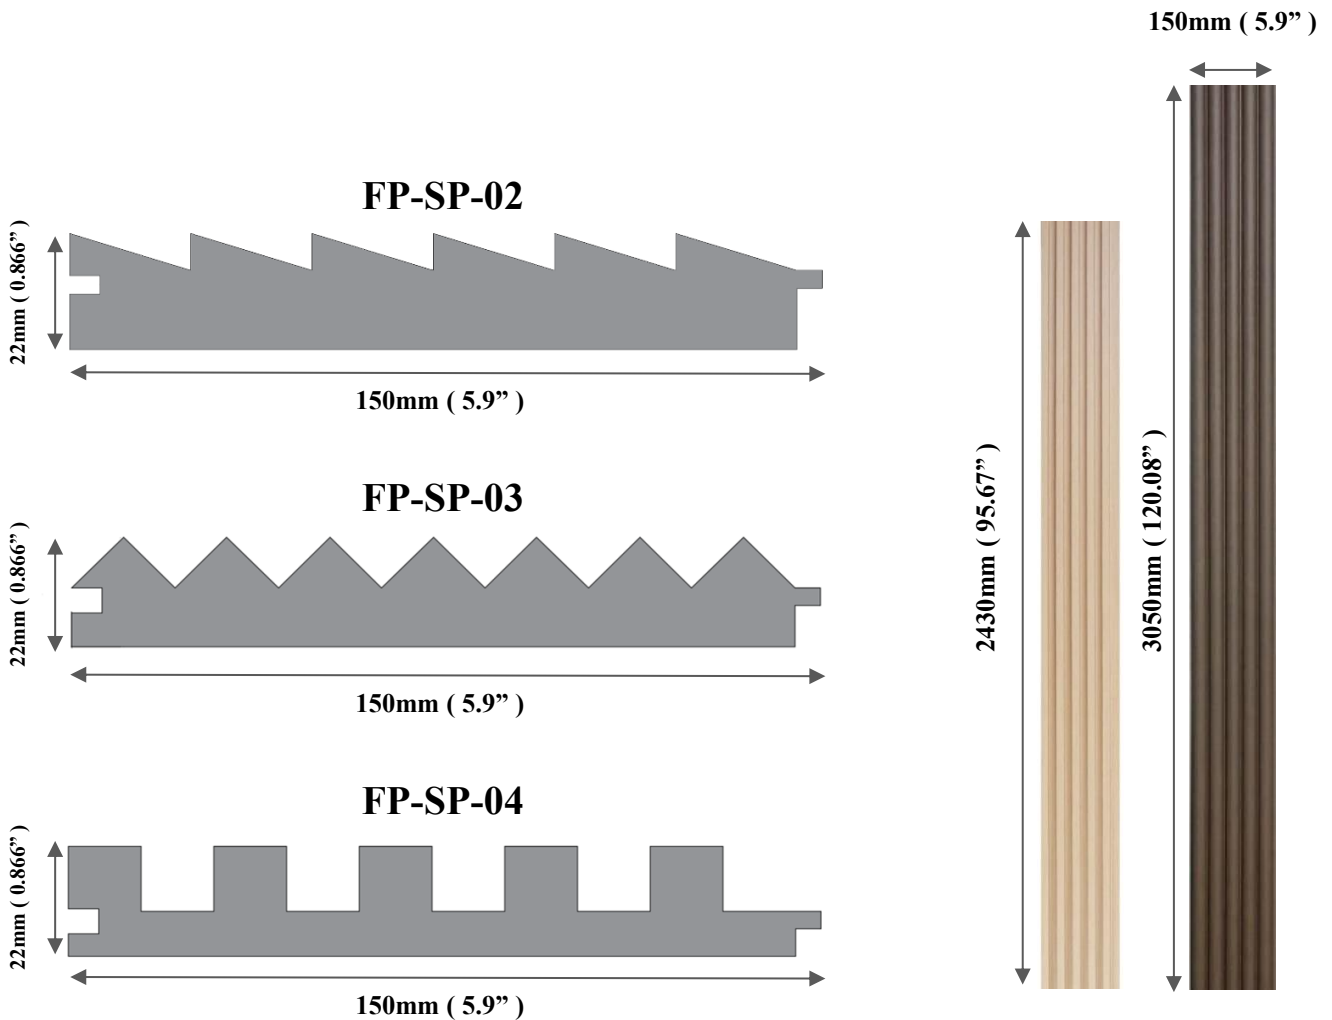 150mm ( 5.9” )
FP-SP-02
22mm ( 0.866” )
150mm ( 5.9” )
FP-SP-03
22mm ( 0.866” )
150mm ( 5.9” )
FP-SP-04
22mm ( 0.866” )
150mm ( 5.9” )
2430mm ( 95.67” )
3050mm ( 120.08” )